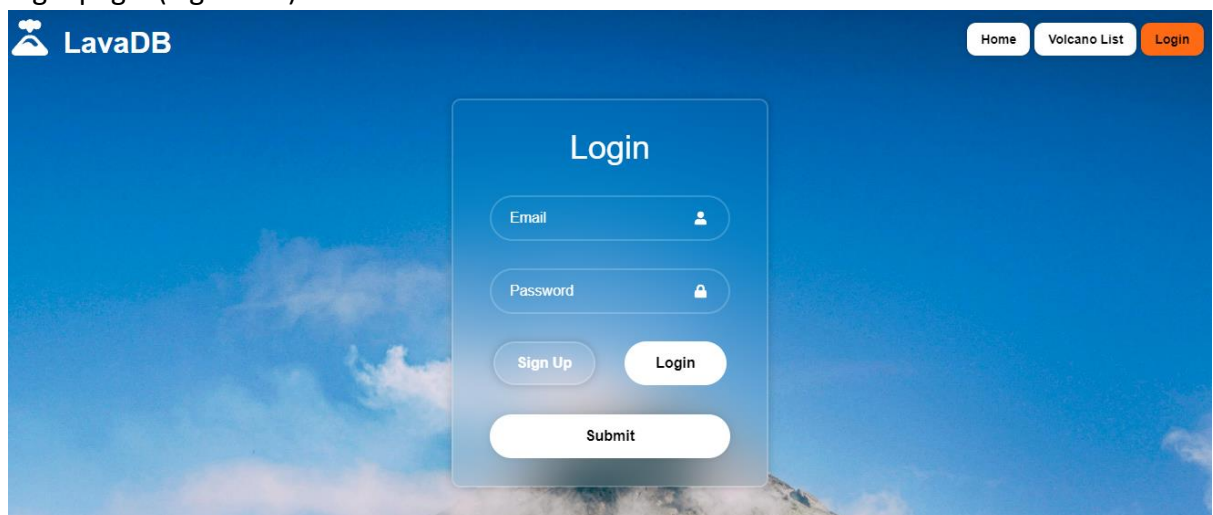 LavaDB
Home
Volcano List
Login
Login
Email
Password
Sign Up
Login
Submit